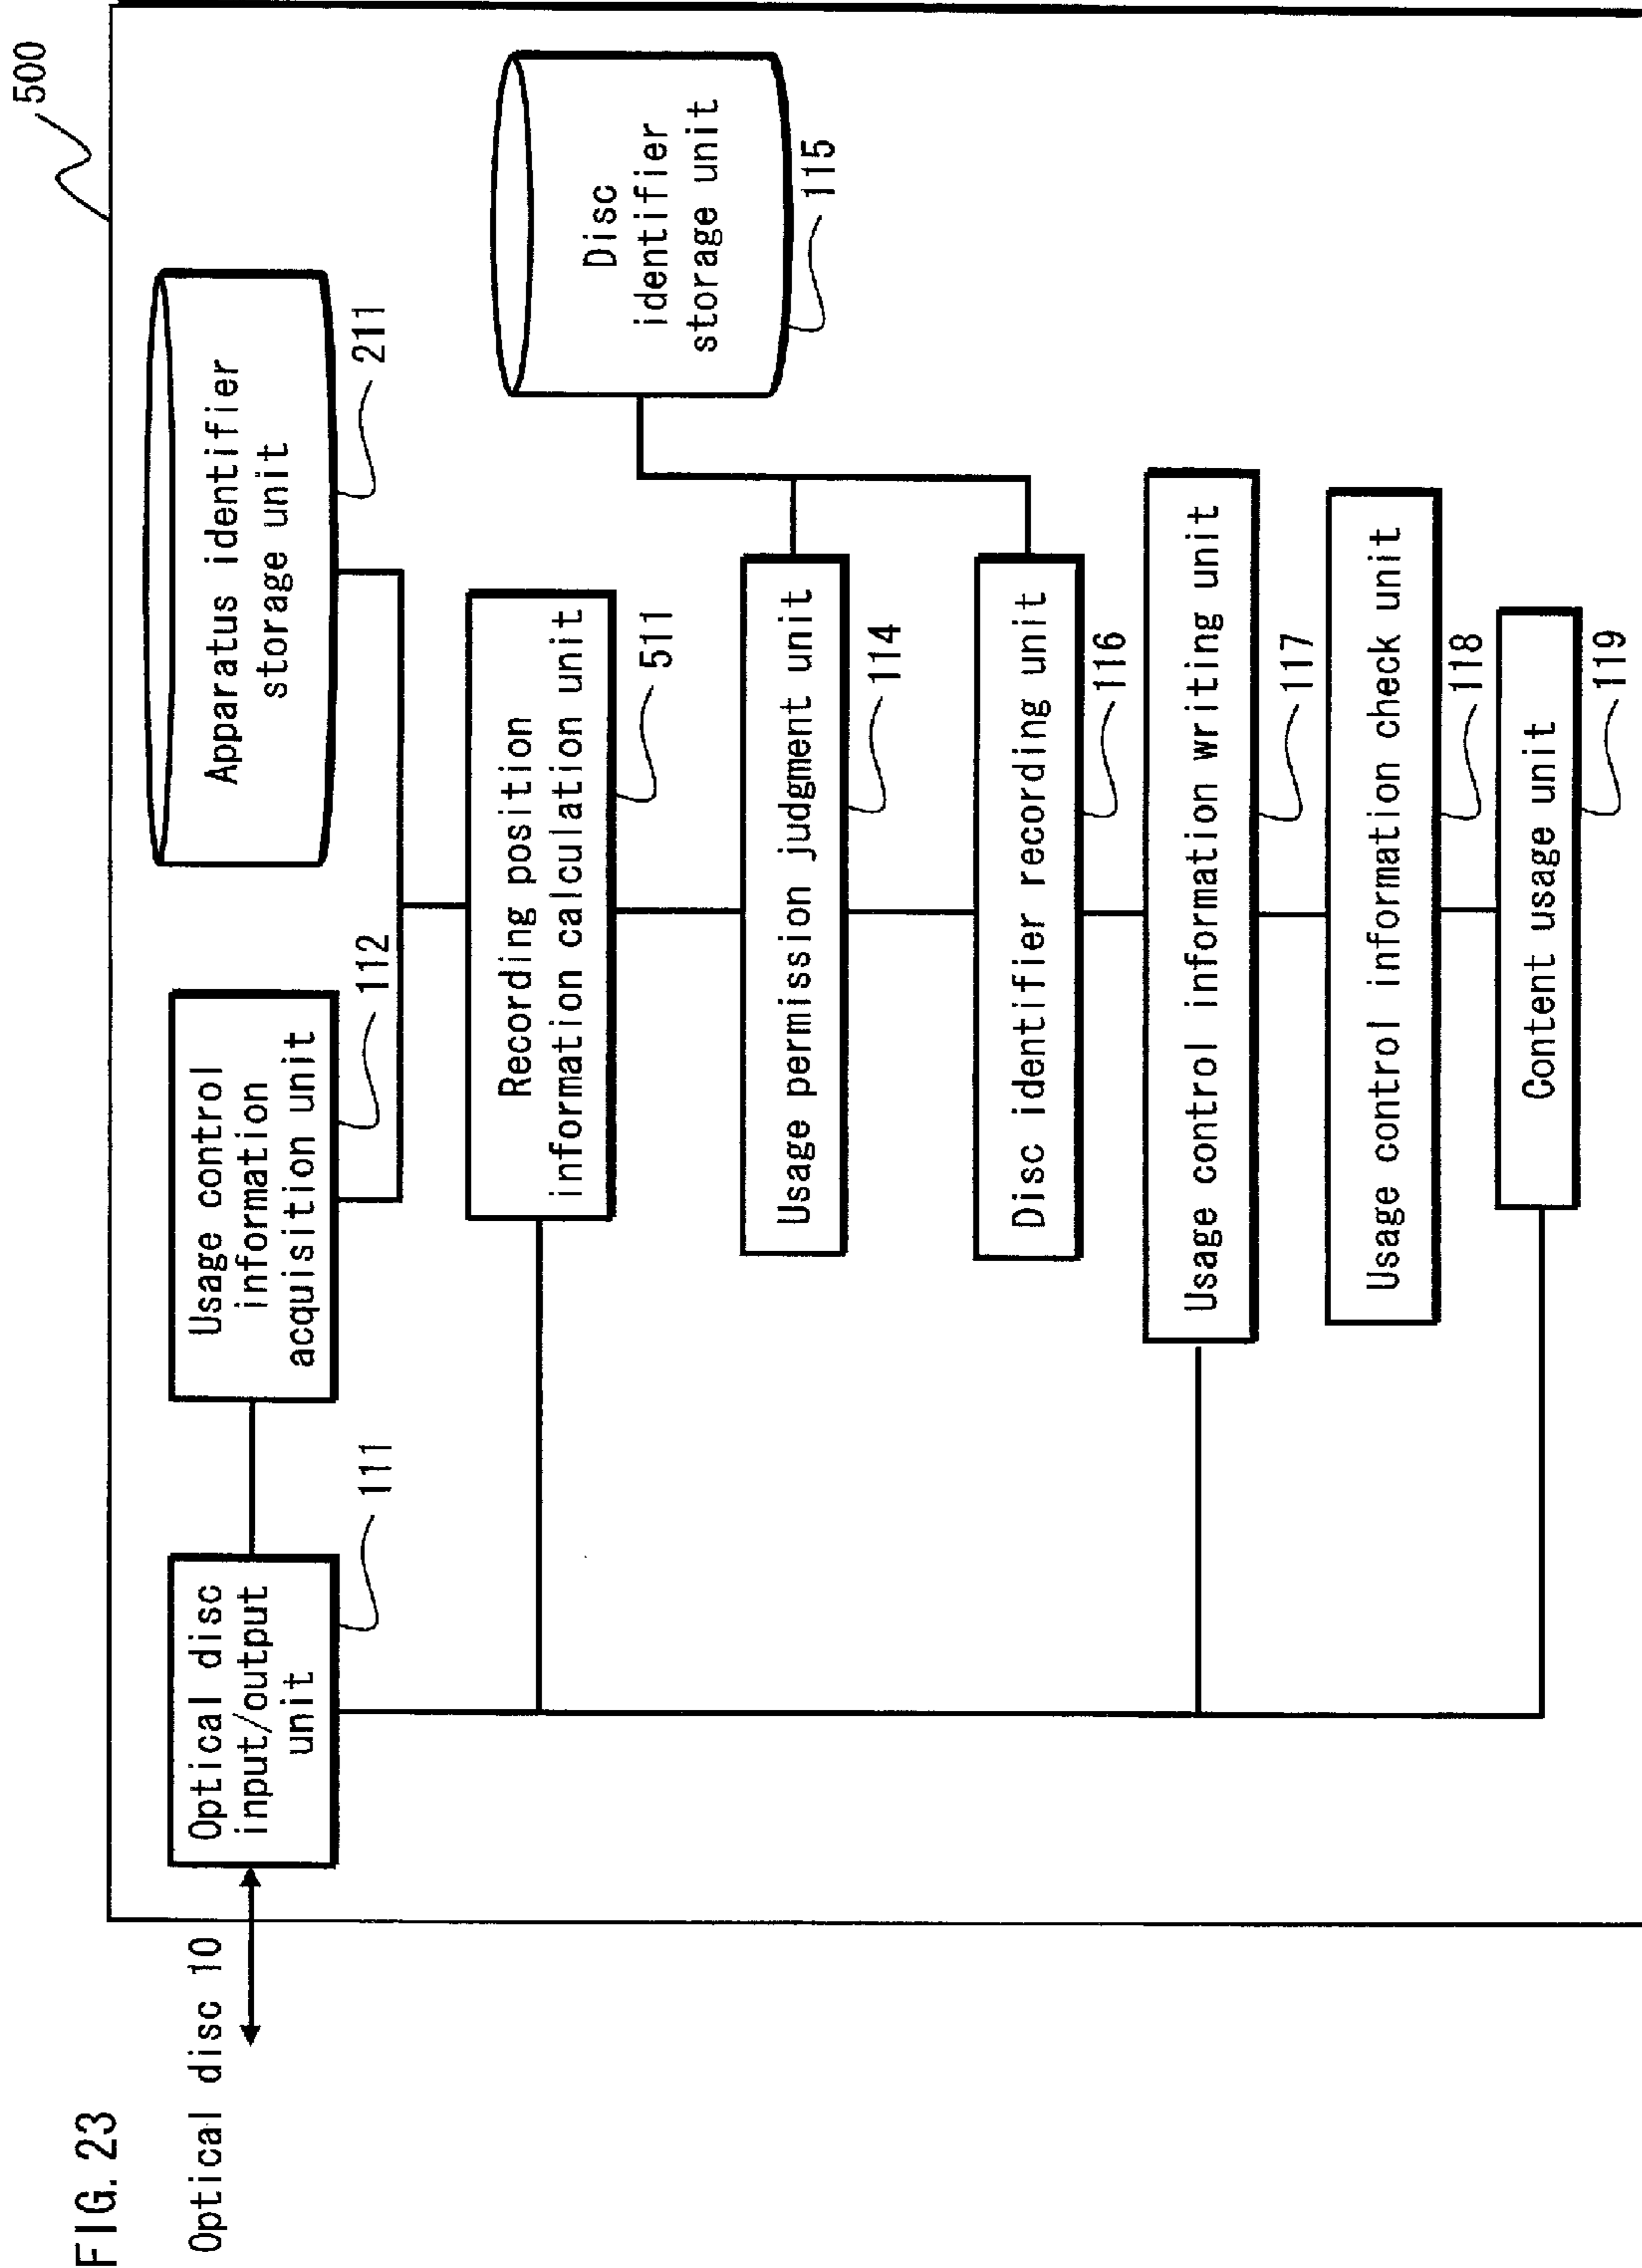 FIG. 23
500
Optical disc 10
Optical disc
input/output
unit
111
Usage control
information
acquisition unit
112
Apparatus identifier
storage unit
211
Recording position
information calculation unit
511
Disc
identifier
storage unit
115
Usage permission judgment unit
114
Disc identifier recording unit
116
Usage control information writing unit
117
Usage control information check unit
118
Content usage unit
119